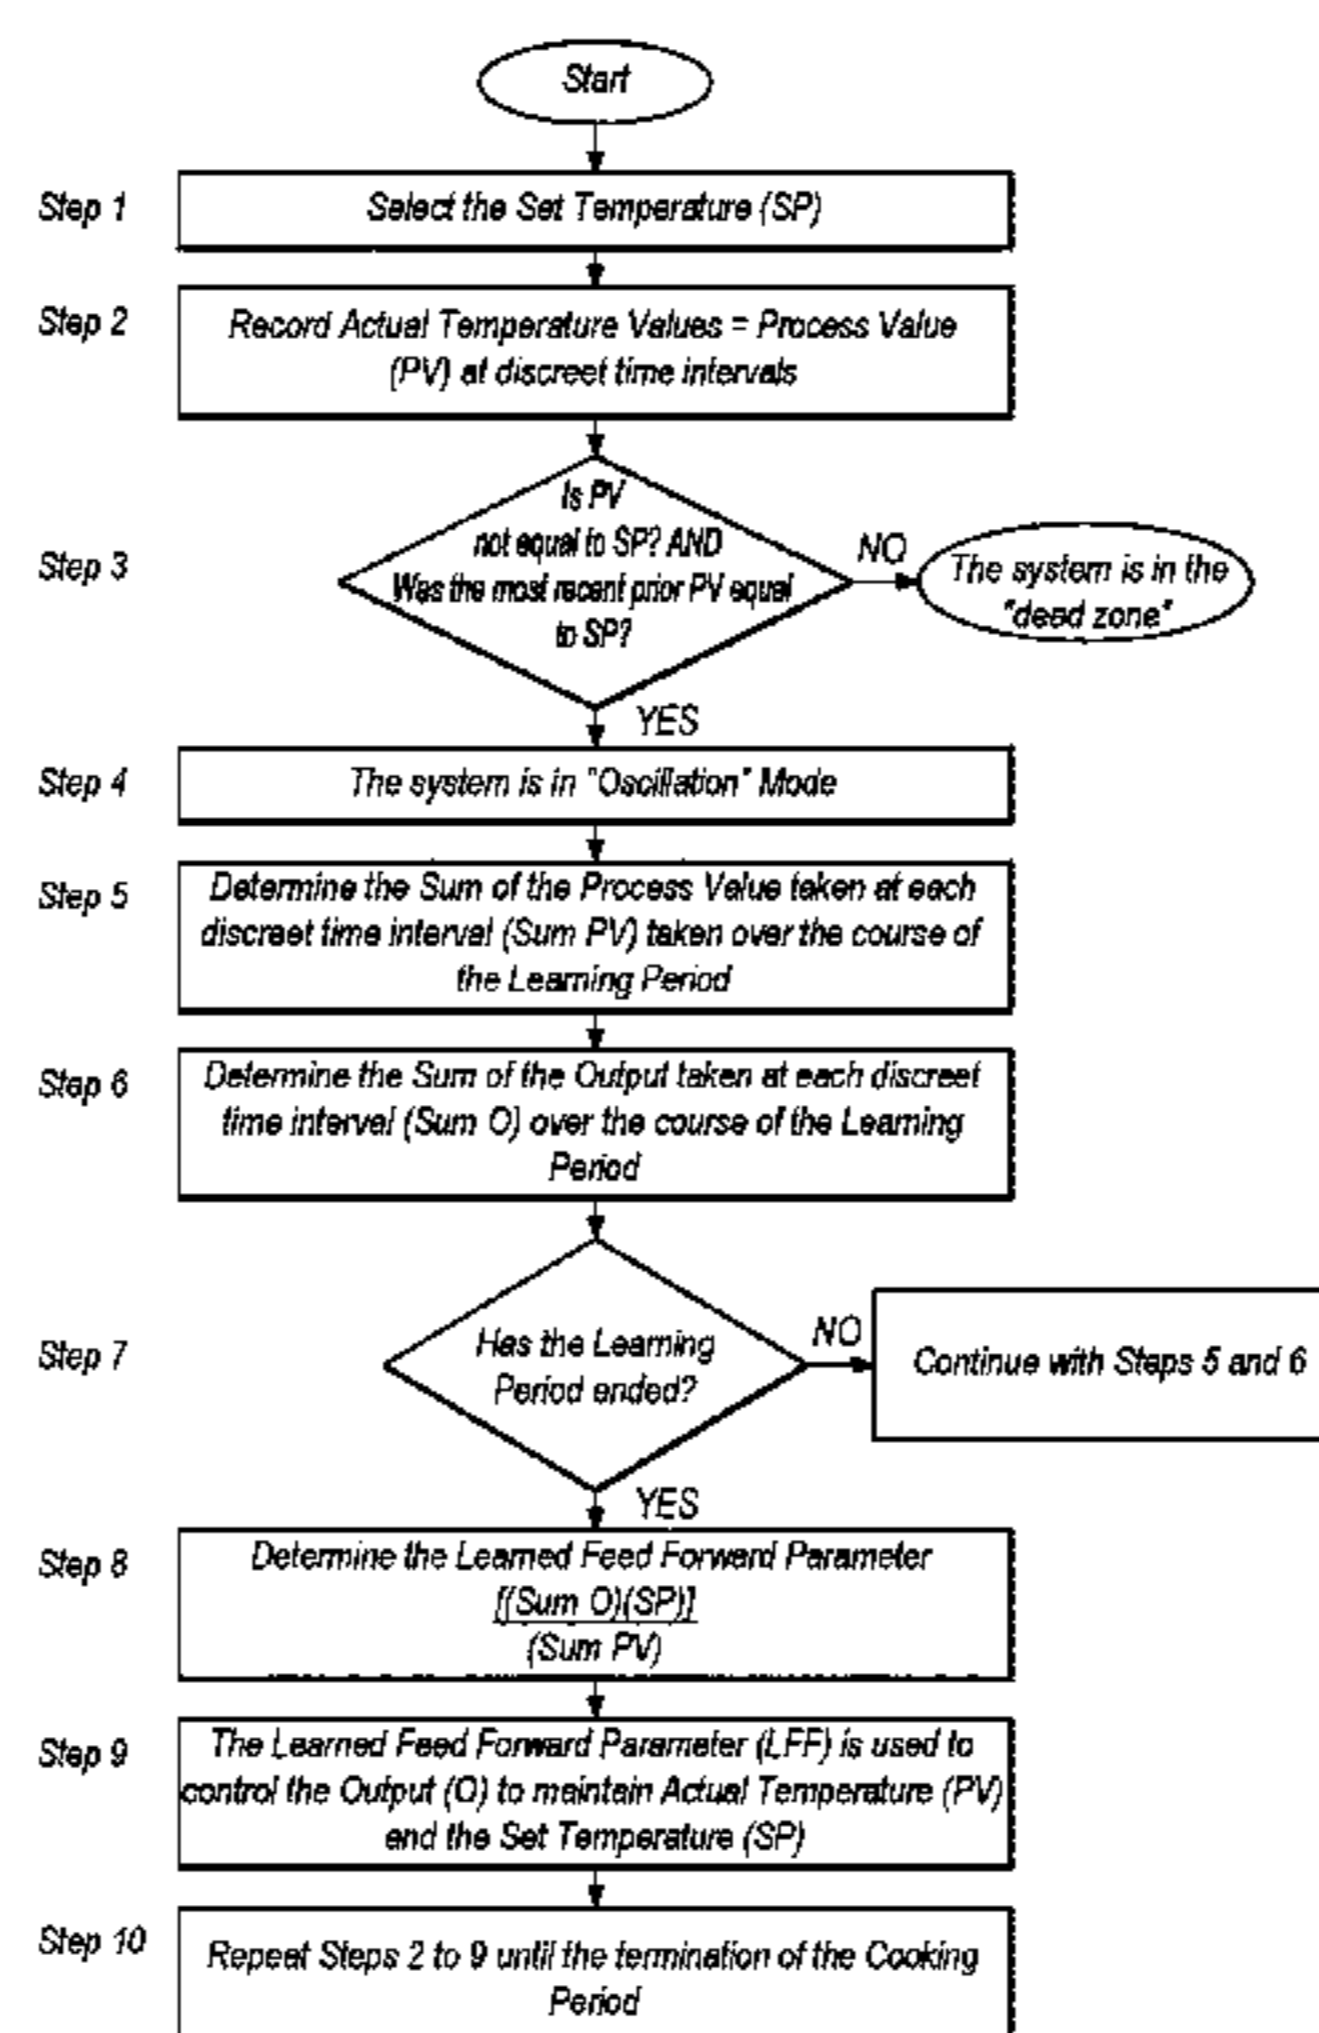 Start
Step 1
Select the Set Temperature (SP)
Step 2
Record Actual Temperature Values = Process Value
(PV) at discreet time intervals
Step 3
Is PV
not equal to SP? AND
Was the most recent prior PV equal
to SP?
NO
The system is in the
"dead zone"
YES
Step 4
The system is in "Oscillation" Mode
Step 5
Determine the Sum of the Process Value taken at each
discreet time interval (Sum PV) taken over the course of
the Learning Period
Step 6
Determine the Sum of the Output taken at each discreet
time interval (Sum O) over the course of the Learning
Period
Step 7
Has the Learning
Period ended?
NO
Continue with Steps 5 and 6
YES
Step 8
Determine the Learned Feed Forward Parameter
[(Sum O)(SP)]
(Sum PV)
Step 9
The Learned Feed Forward Parameter (LFF) is used to
control the Output (O) to maintain Actual Temperature (PV)
end the Set Temperature (SP)
Step 10
Repeat Steps 2 to 9 until the termination of the Cooking
Period